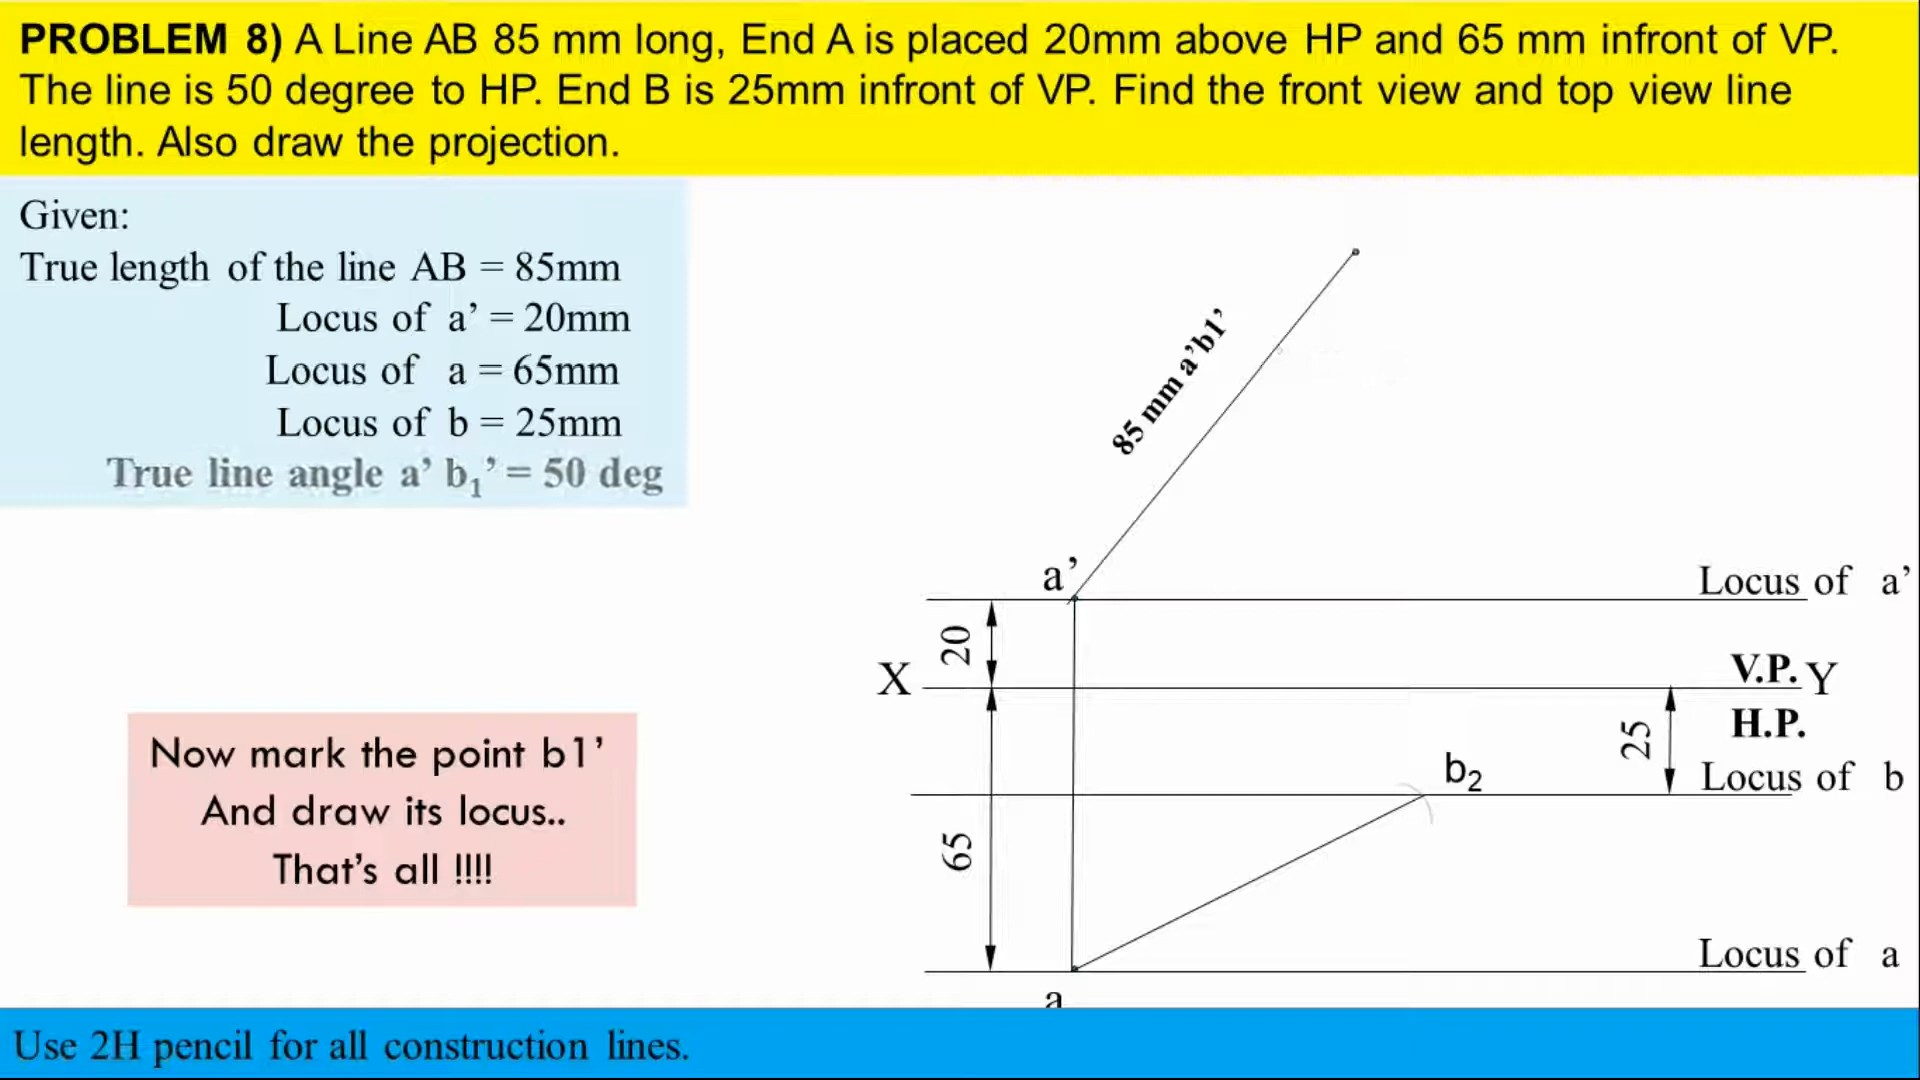 PROBLEM 8) A Line AB 85 mm long, End A is placed 20mm above HP and 65 mm infront of VP.
The line is 50 degree to HP. End B is 25mm infront of VP. Find the front view and top view line
length. Also draw the projection.
Given:
True length of the line AB = 85mm
Locus of a’ = 20mm
Locus of a = 65mm
Locus of b = 25mm
True line angle a’ b₁’ = 50 deg
85 mm a’b1’
a’
Locus of a’
20
X
V.P. Y
H.P.
25
b₂
Locus of b
65
Locus of a
a
Now mark the point b1’
And draw its locus..
That’s all !!!!
Use 2H pencil for all construction lines.